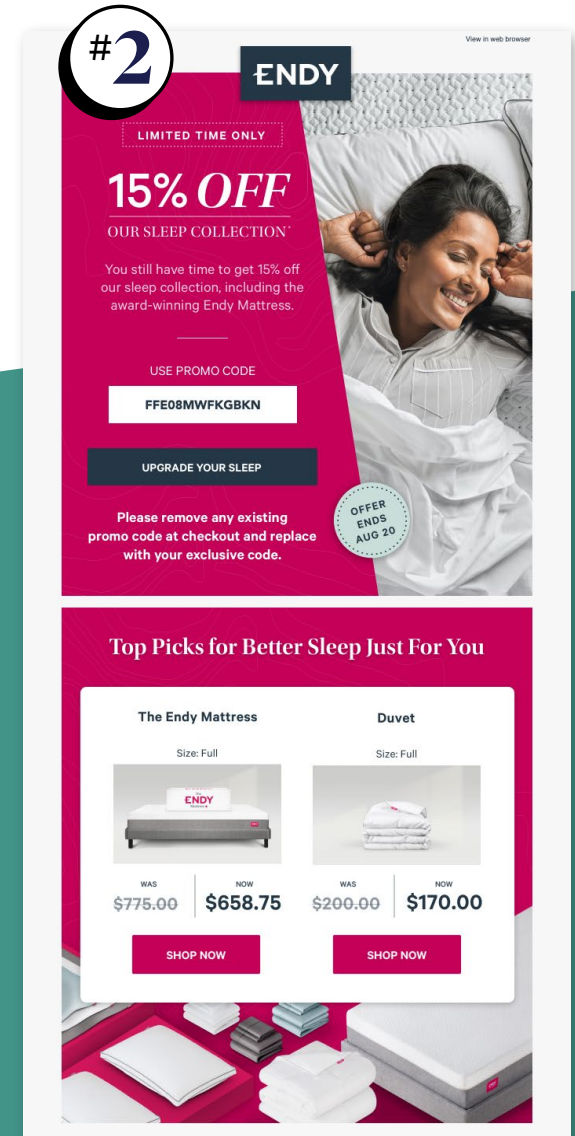 #2
View in web browser
ENDY
LIMITED TIME ONLY
15% OFF
OUR SLEEP COLLECTION*
You still have time to get 15% off
our sleep collection, including the
award-winning Endy Mattress.
USE PROMO CODE
FFE08MWFKGBKN
UPGRADE YOUR SLEEP
Please remove any existing
promo code at checkout and replace
with your exclusive code.
OFFER
ENDS
AUG 20
Top Picks for Better Sleep Just For You
The Endy Mattress
Size: Full
ENDY
WAS
$775.00
NOW
$658.75
SHOP NOW
Duvet
Size: Full
WAS
$200.00
NOW
$170.00
SHOP NOW